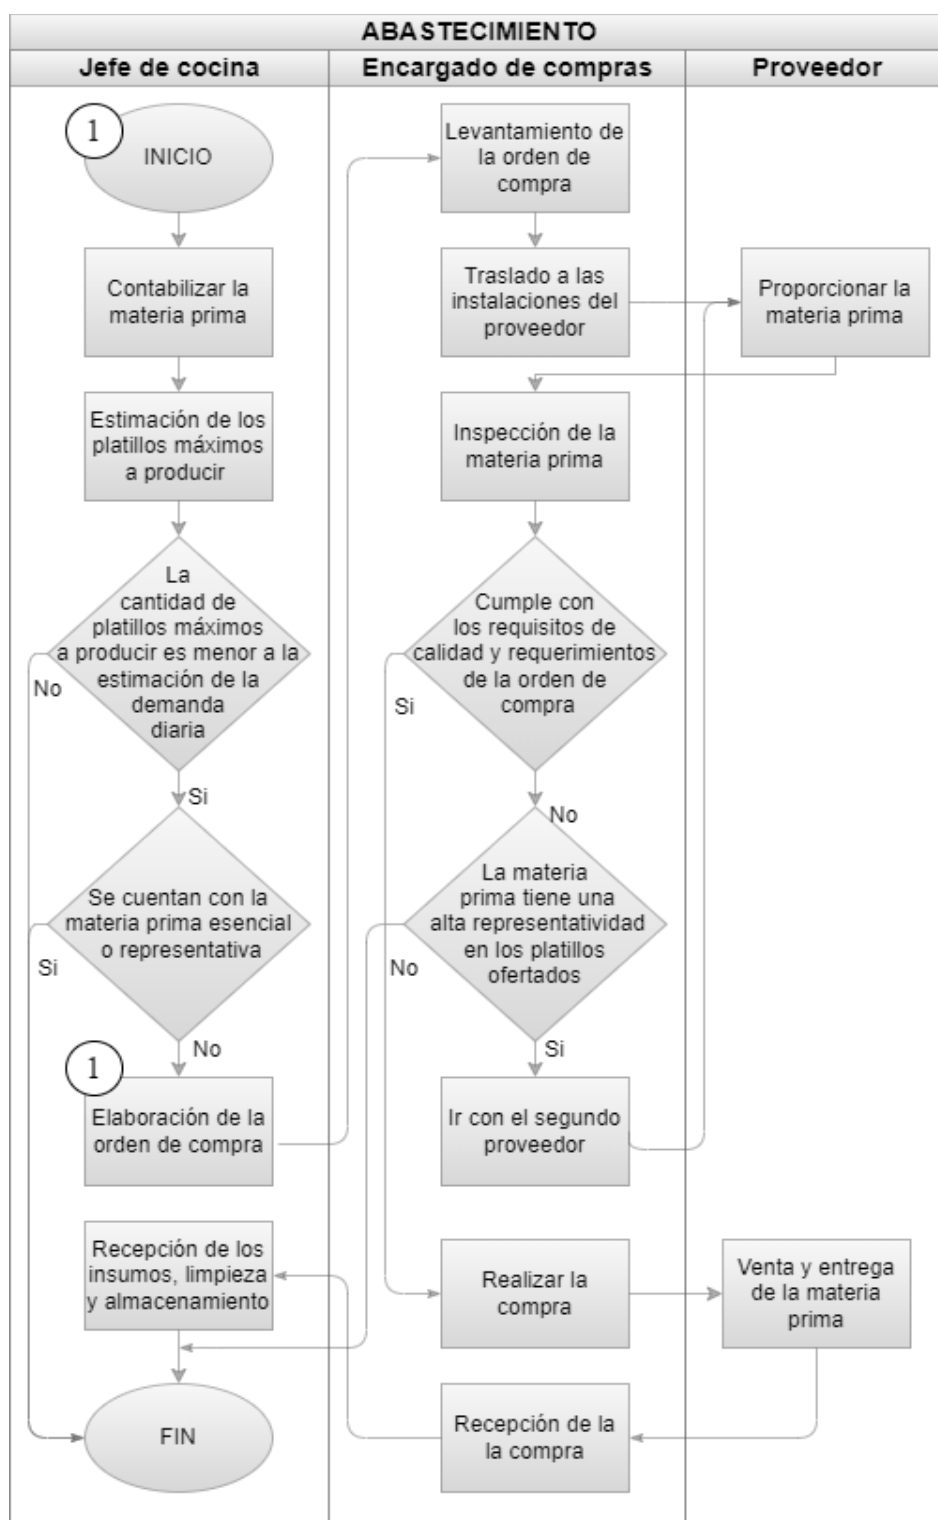 ABASTECIMIENTO
Jefe de cocina
Encargado de compras
Proveedor
1
INICIO
Contabilizar la
materia prima
Estimación de los
platillos máximos
a producir
La
cantidad de
platillos máximos
a producir es menor a la
estimación de la
demanda
diaria
No
Si
Se cuentan con la
materia prima esencial
o representativa
Si
No
1
Elaboración de la
orden de compra
Recepción de los
insumos, limpieza
y almacenamiento
FIN
Levantamiento de
la orden de
compra
Traslado a las
instalaciones del
proveedor
Inspección de la
materia prima
Cumple con
los requisitos de
calidad y requerimientos
de la orden de
compra
Si
No
La materia
prima tiene una
alta representatividad
en los platillos
ofertados
No
Si
Ir con el segundo
proveedor
Realizar la
compra
Recepción de la
la compra
Proporcionar la
materia prima
Venta y entrega
de la materia
prima